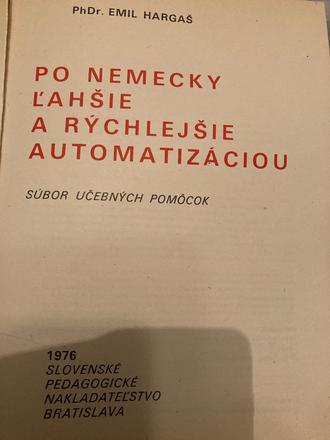 PhDr. EMIL HARGAŠ
PO NEMECKY
ĽAHŠIE
A RÝCHLEJŠIE
AUTOMATIZÁCIOU
SÚBOR UČEBNÝCH POMÔCOK
1976
SLOVENSKÉ
PEDAGOGICKÉ
NAKLADATEĽSTVO
BRATISLAVA